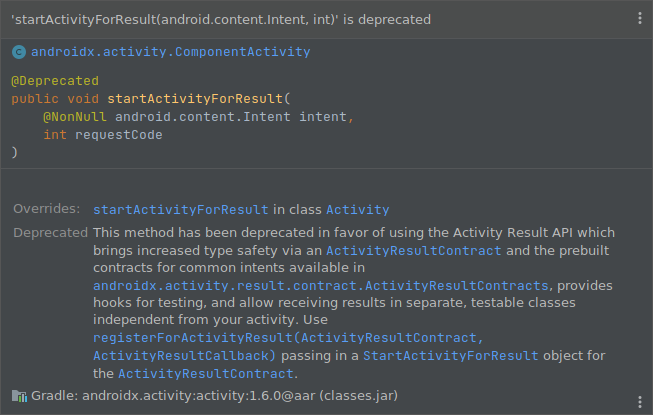 'startActivityForResult(android.content.Intent, int)' is deprecated
C androidx.activity.ComponentActivity
@Deprecated
public void startActivityForResult(
@NonNull android.content.Intent intent,
int requestCode
)
Overrides: startActivityForResult in class Activity
Deprecated This method has been deprecated in favor of using the Activity Result API which
brings increased type safety via an ActivityResultContract and the prebuilt
contracts for common intents available in
androidx.activity.result.contract.ActivityResultContracts, provides
hooks for testing, and allow receiving results in separate, testable classes
independent from your activity. Use
registerForActivityResult(ActivityResultContract,
ActivityResultCallback) passing in a StartActivityForResult object for
the ActivityResultContract.
Gradle: androidx.activity:activity:1.6.0@aar (classes.jar)